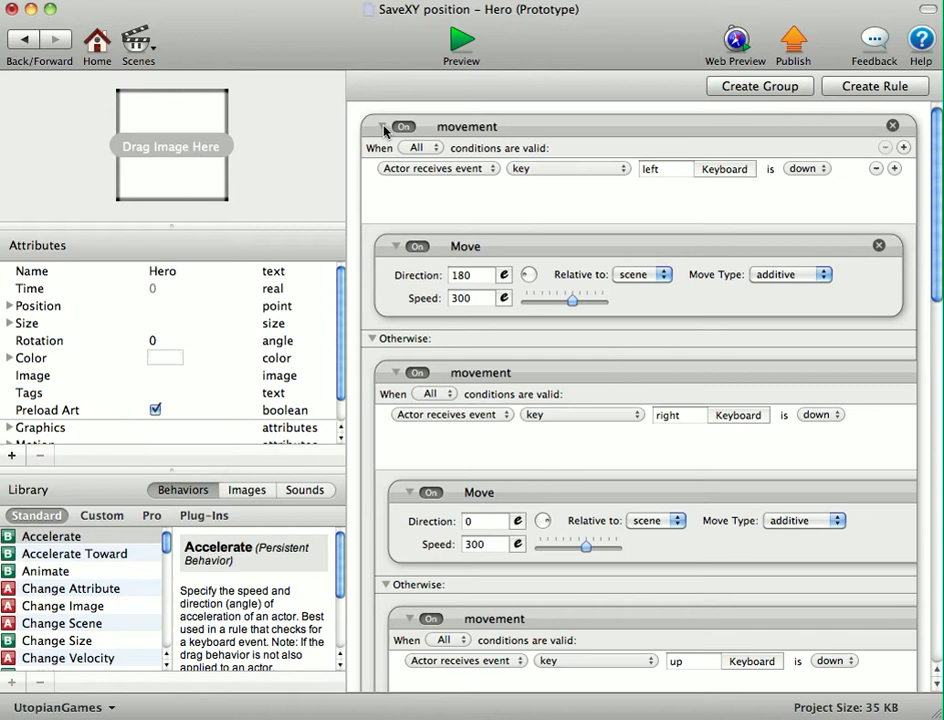 SaveXY position – Hero (Prototype)
Back/Forward Home Scenes Preview Web Preview Publish Feedback Help
Create Group Create Rule
Drag Image Here
Attributes
Name Hero text
Time 0 real
Position point
Size size
Rotation 0 angle
Color color
Image image
Tags text
Preload Art boolean
Graphics attributes
+ −
Library Behaviors Images Sounds
Standard Custom Pro Plug-Ins
B Accelerate
B Accelerate Toward
B Animate
A Change Attribute
A Change Image
A Change Scene
B Change Size
A Change Velocity
Accelerate (Persistent
Behavior)
Specify the speed and
direction (angle) of
acceleration of an actor. Best
used in a rule that checks for
a keyboard event. Note: If the
drag behavior is not also
applied to an actor,
+ −
On movement
When All conditions are valid:
Actor receives event key left Keyboard is down
On Move
Direction: 180 e Relative to: scene Move Type: additive
Speed: 300 e
Otherwise:
On movement
When All conditions are valid:
Actor receives event key right Keyboard is down
On Move
Direction: 0 e Relative to: scene Move Type: additive
Speed: 300 e
Otherwise:
On movement
When All conditions are valid:
Actor receives event key up Keyboard is down
UtopianGames Project Size: 35 KB